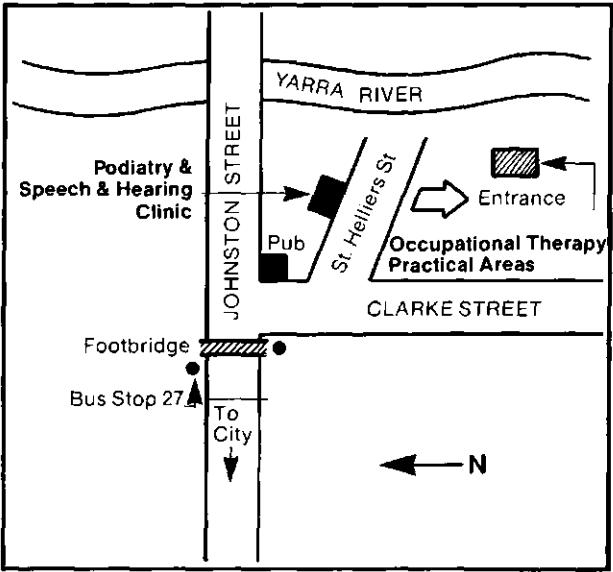 YARRA RIVER
JOHNSTON STREET
Podiatry &
Speech & Hearing
Clinic
St. Helliers St
Entrance
Pub
Occupational Therapy
Practical Areas
CLARKE STREET
Footbridge
Bus Stop 27
To
City
N